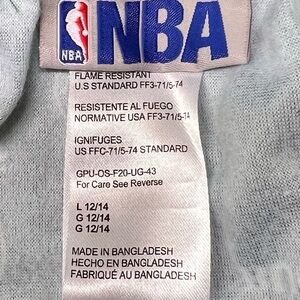 NBA
NBA
FLAME RESISTANT
U.S STANDARD FF3-71/5-74
RESISTENTE AL FUEGO
NORMATIVE USA FF3-71/5-74
IGNIFUGES
US FFC-71/5-74 STANDARD
GPU-OS-F20-UG-43
For Care See Reverse
L 12/14
G 12/14
G 12/14
MADE IN BANGLADESH
HECHO EN BANGLADESH
FABRIQUÉ AU BANGLADESH